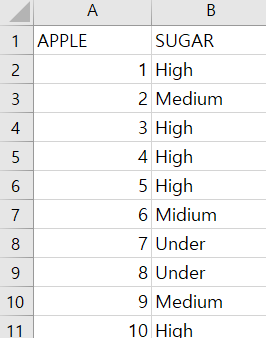 A B
1 APPLE SUGAR
2 1 High
3 2 Medium
4 3 High
5 4 High
6 5 High
7 6 Midium
8 7 Under
9 8 Under
10 9 Medium
11 10 High